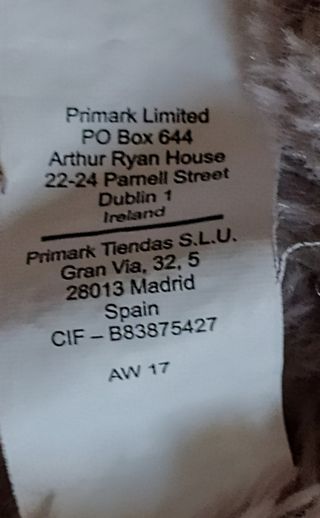 Primark Limited
PO Box 644
Arthur Ryan House
22-24 Parnell Street
Dublin 1
Ireland
Primark Tiendas S.L.U.
Gran Via, 32, 5
28013 Madrid
Spain
CIF – B83875427
AW 17